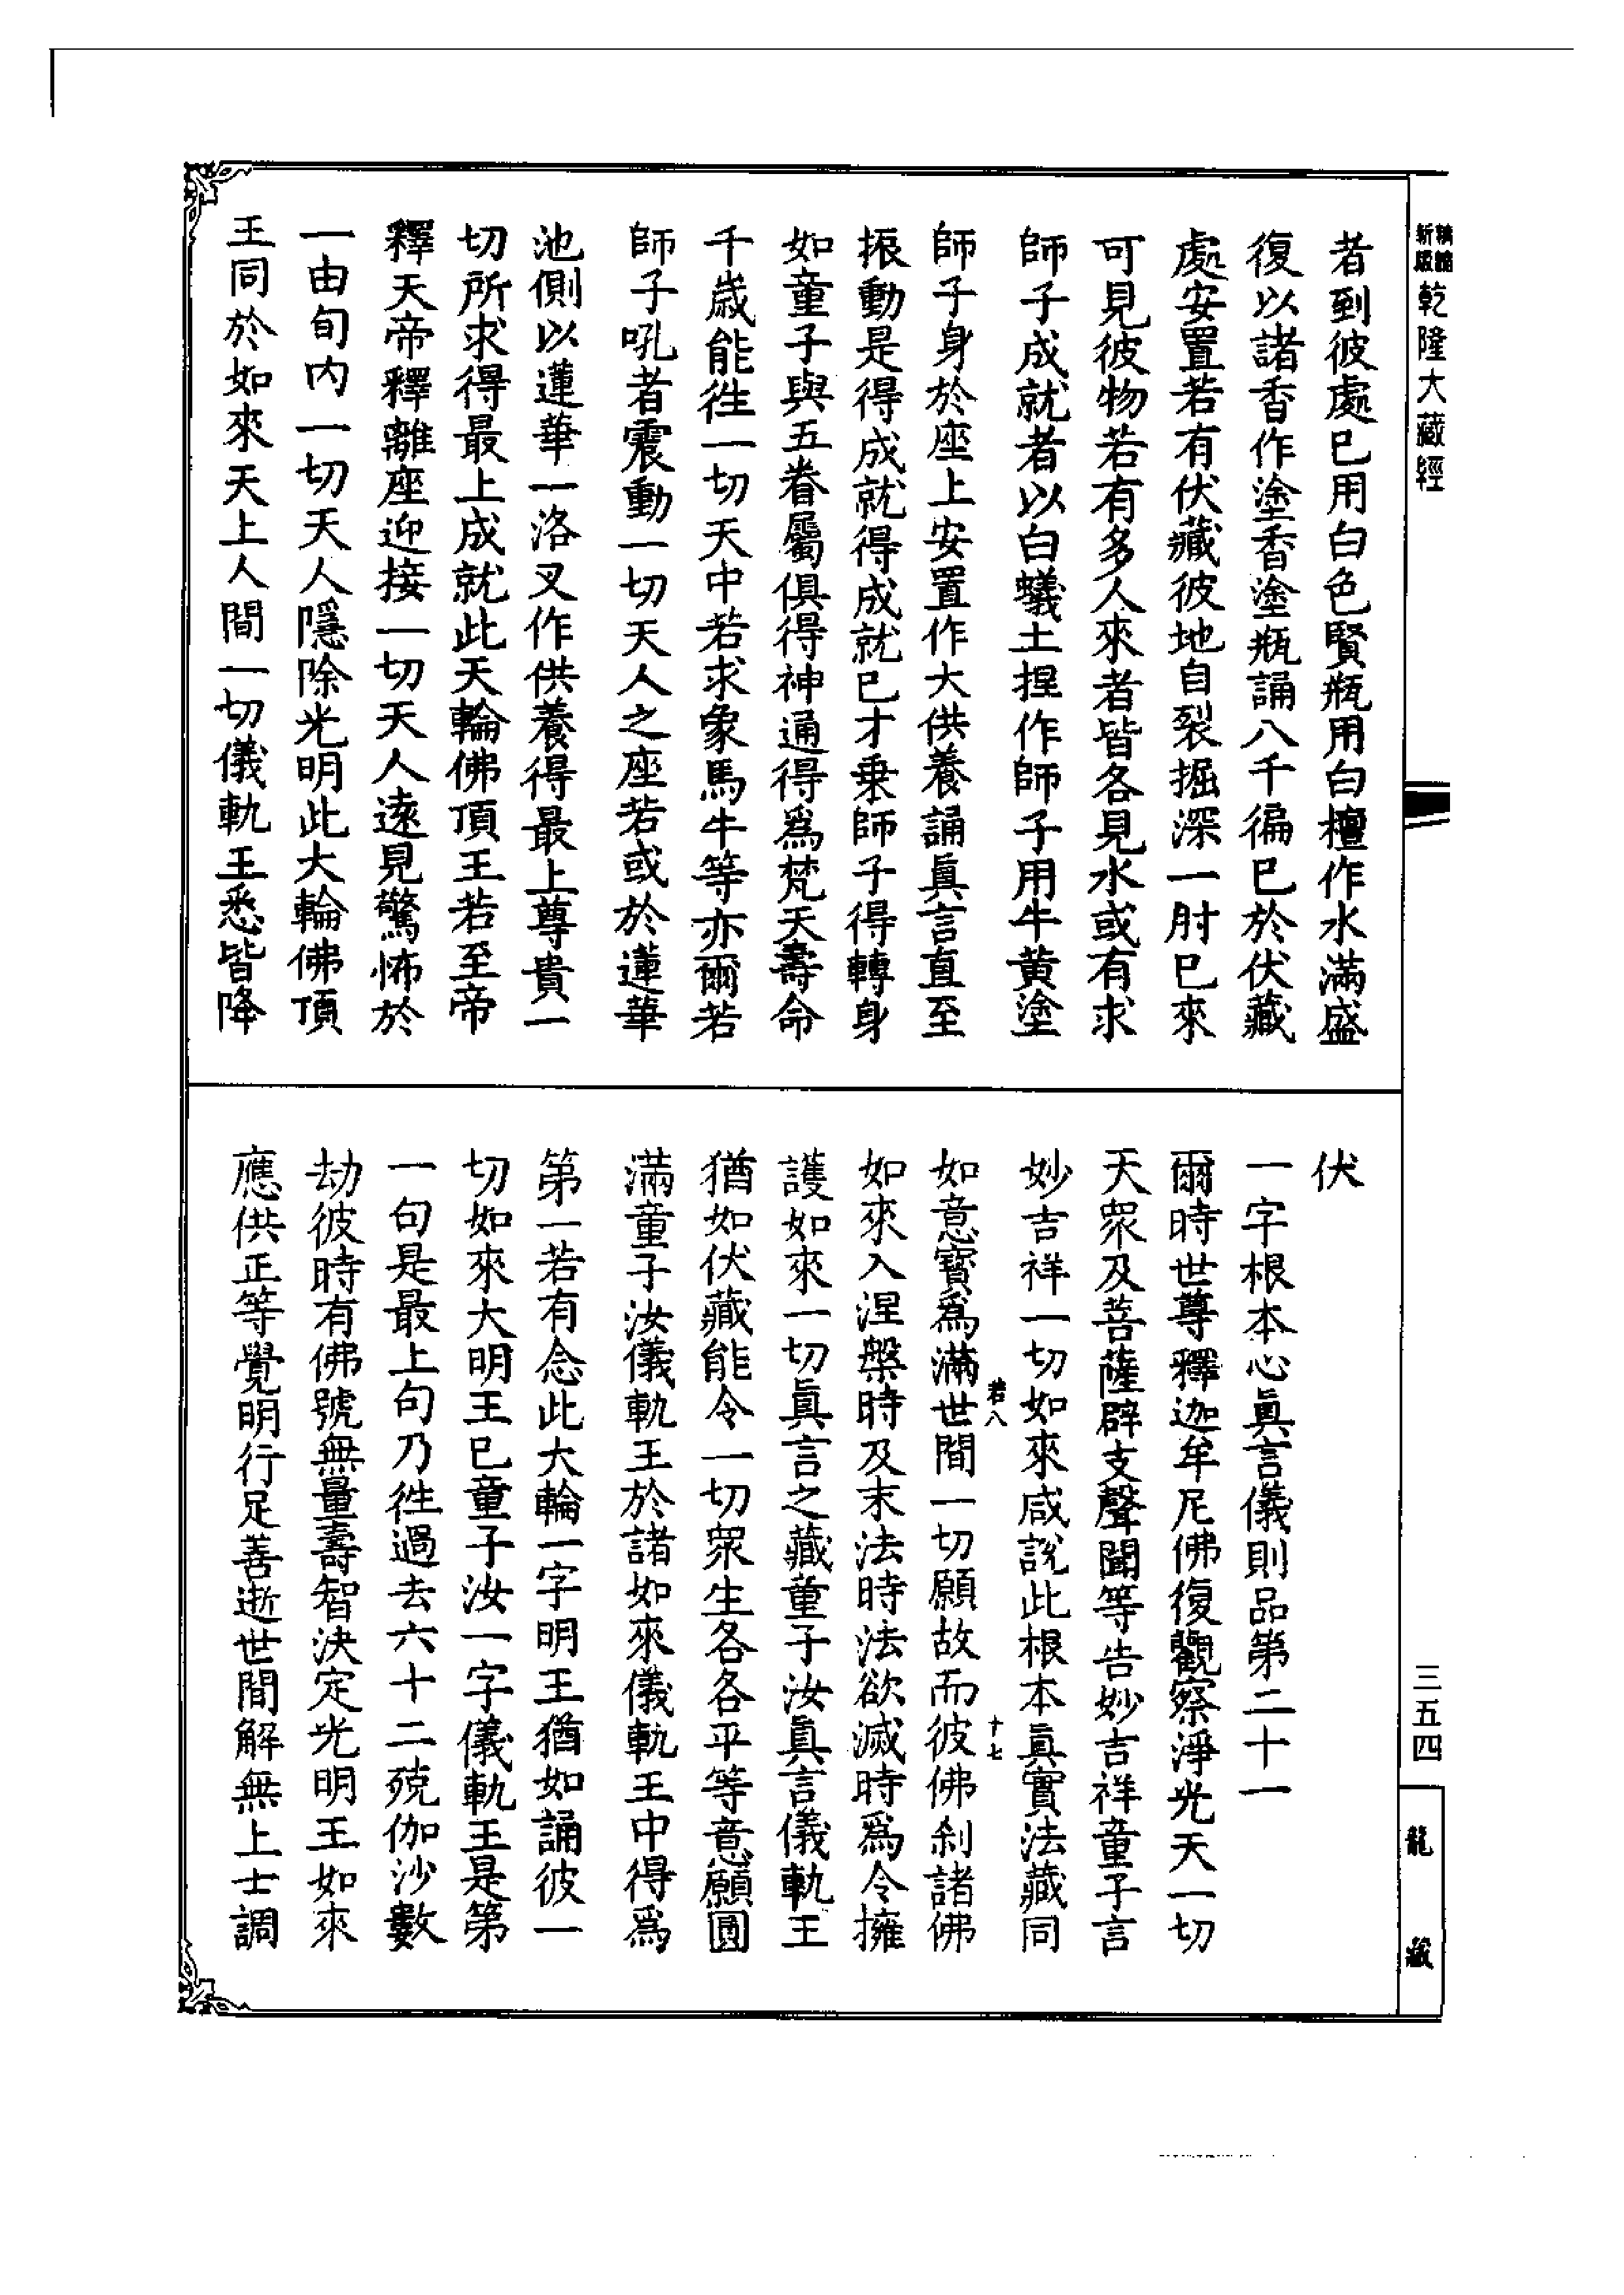 精縮
新版
乾隆大藏經
者到彼處已用白色賢瓶用白檀作水滿盛
復以諸香作塗香塗瓶誦八千徧已於伏藏
處安置若有伏藏彼地自裂掘深一肘已來
可見彼物若有多人來者皆各見水或有求
師子成就者以白蟻土捏作師子用牛黃塗
師子身於座上安置作大供養誦眞言直至
振動是得成就得成就已才乗師子得轉身
如童子與五眷屬俱得神通得爲梵天壽命
千歲能徃一切天中若求象馬牛等亦爾若
師子吼者震動一切天人之座若或於蓮華
池側以蓮華一洛叉作供養得最上尊貴一
切所求得最上成就此天輪佛頂王若至帝
釋天帝釋離座迎接一切天人遠見驚怖於
一由旬內一切天人隱除光明此大輪佛頂
王同於如來天上人間一切儀軌王悉皆降
伏
一字根本心眞言儀則品第二十一
爾時世尊釋迦牟尼佛復觀察淨光天一切
天衆及菩薩辟支聲聞等告妙吉祥童子言
妙吉祥一切如來咸說此根本眞實法藏同
若八
十七
如意寶爲滿世間一切願故而彼佛刹諸佛
如來入涅槃時及末法時法欲滅時爲令擁
護如來一切眞言之藏童子汝眞言儀軌王
猶如伏藏能令一切衆生各各平等意願圓
滿童子汝儀軌王於諸如來儀軌王中得爲
第一若有念此大輪一字明王猶如誦彼一
切如來大明王已童子汝一字儀軌王是第
一句是最上句乃徃過去六十二殑伽沙數
劫彼時有佛號無量壽智決定光明王如來
應供正等覺明行足善逝世間解無上士調
三五四
龍藏